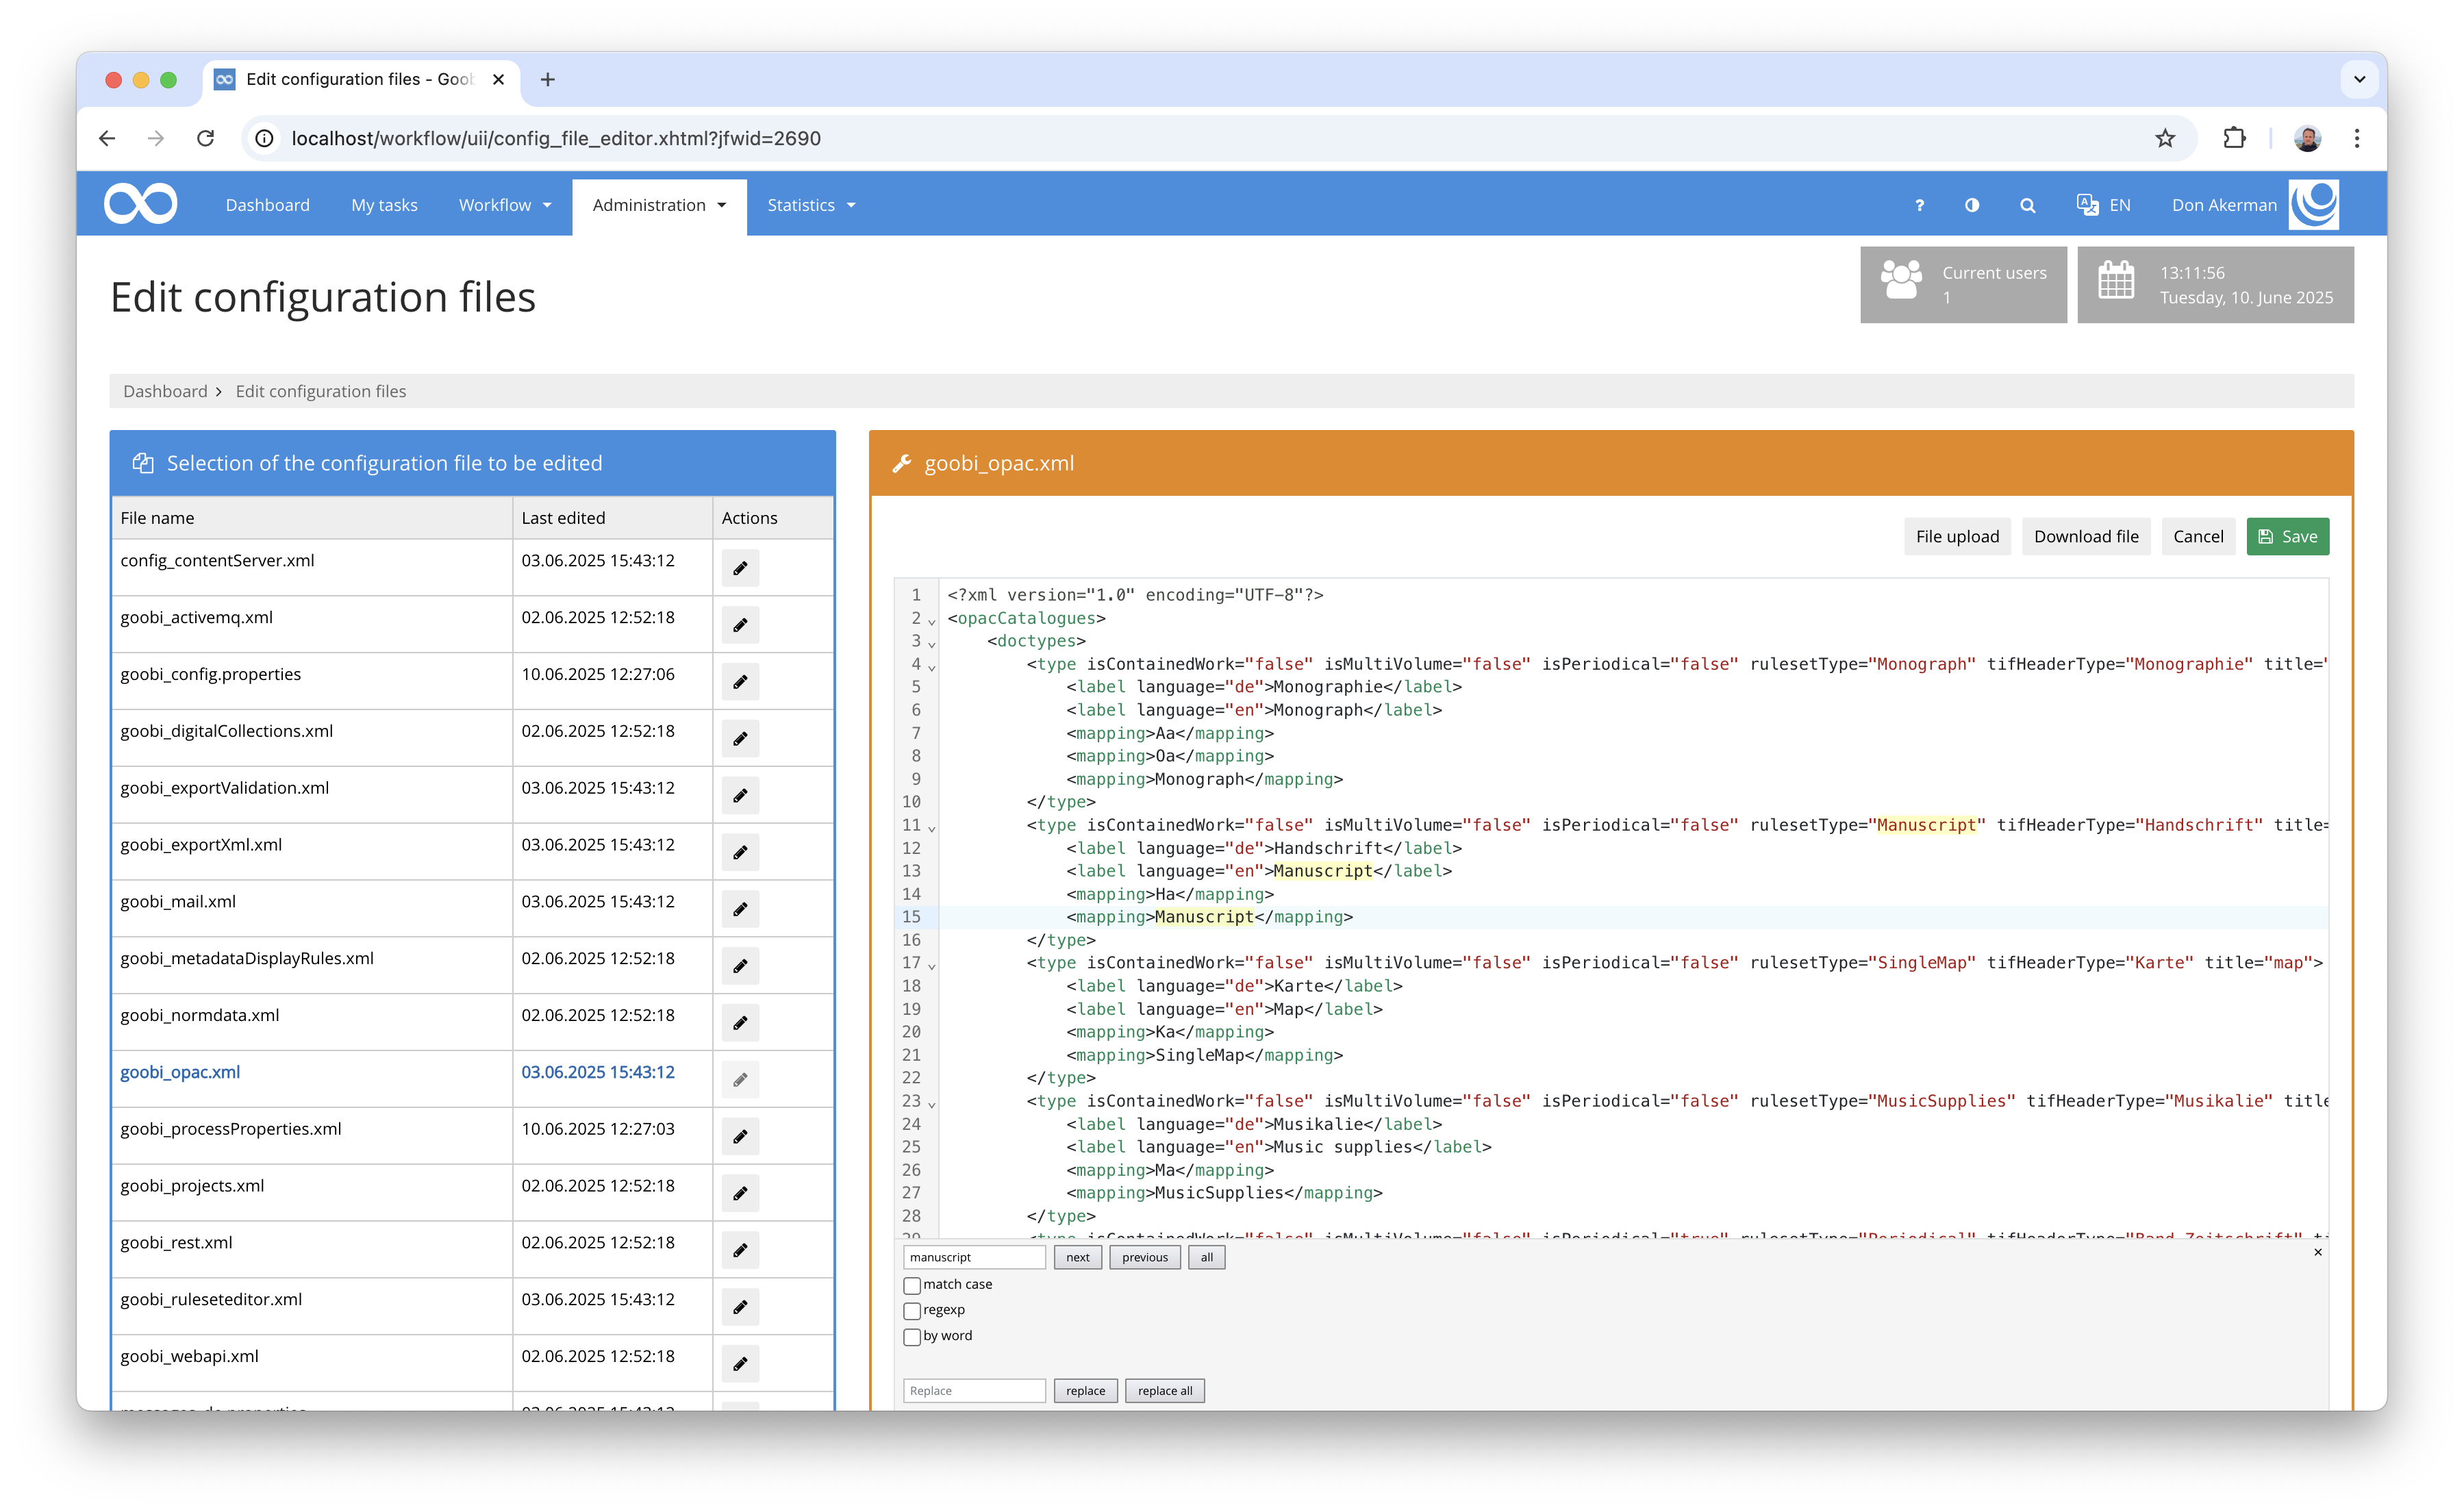 Edit configuration files - Goob
localhost/workflow/uii/config_file_editor.xhtml?jfwid=2690
Dashboard My tasks Workflow Administration Statistics ? EN Don Akerman
Edit configuration files
Current users
1
13:11:56
Tuesday, 10. June 2025
Dashboard > Edit configuration files
Selection of the configuration file to be edited
File name Last edited Actions
config_contentServer.xml 03.06.2025 15:43:12
goobi_activemq.xml 02.06.2025 12:52:18
goobi_config.properties 10.06.2025 12:27:06
goobi_digitalCollections.xml 02.06.2025 12:52:18
goobi_exportValidation.xml 03.06.2025 15:43:12
goobi_exportXml.xml 03.06.2025 15:43:12
goobi_mail.xml 03.06.2025 15:43:12
goobi_metadataDisplayRules.xml 02.06.2025 12:52:18
goobi_normdata.xml 02.06.2025 12:52:18
goobi_opac.xml 03.06.2025 15:43:12
goobi_processProperties.xml 10.06.2025 12:27:03
goobi_projects.xml 02.06.2025 12:52:18
goobi_rest.xml 02.06.2025 12:52:18
goobi_ruleseteditor.xml 03.06.2025 15:43:12
goobi_webapi.xml 02.06.2025 12:52:18
goobi_opac.xml
File upload Download file Cancel Save
1 <?xml version="1.0" encoding="UTF-8"?>
2 <opacCatalogues>
3 <doctypes>
4 <type isContainedWork="false" isMultiVolume="false" isPeriodical="false" rulesetType="Monograph" tifHeaderType="Monographie" title="
5 <label language="de">Monographie</label>
6 <label language="en">Monograph</label>
7 <mapping>Aa</mapping>
8 <mapping>Oa</mapping>
9 <mapping>Monograph</mapping>
10 </type>
11 <type isContainedWork="false" isMultiVolume="false" isPeriodical="false" rulesetType="Manuscript" tifHeaderType="Handschrift" title=
12 <label language="de">Handschrift</label>
13 <label language="en">Manuscript</label>
14 <mapping>Ha</mapping>
15 <mapping>Manuscript</mapping>
16 </type>
17 <type isContainedWork="false" isMultiVolume="false" isPeriodical="false" rulesetType="SingleMap" tifHeaderType="Karte" title="map">
18 <label language="de">Karte</label>
19 <label language="en">Map</label>
20 <mapping>Ka</mapping>
21 <mapping>SingleMap</mapping>
22 </type>
23 <type isContainedWork="false" isMultiVolume="false" isPeriodical="false" rulesetType="MusicSupplies" tifHeaderType="Musikalie" title
24 <label language="de">Musikalie</label>
25 <label language="en">Music supplies</label>
26 <mapping>Ma</mapping>
27 <mapping>MusicSupplies</mapping>
28 </type>
manuscript next previous all ×
match case
regexp
by word
Replace replace replace all